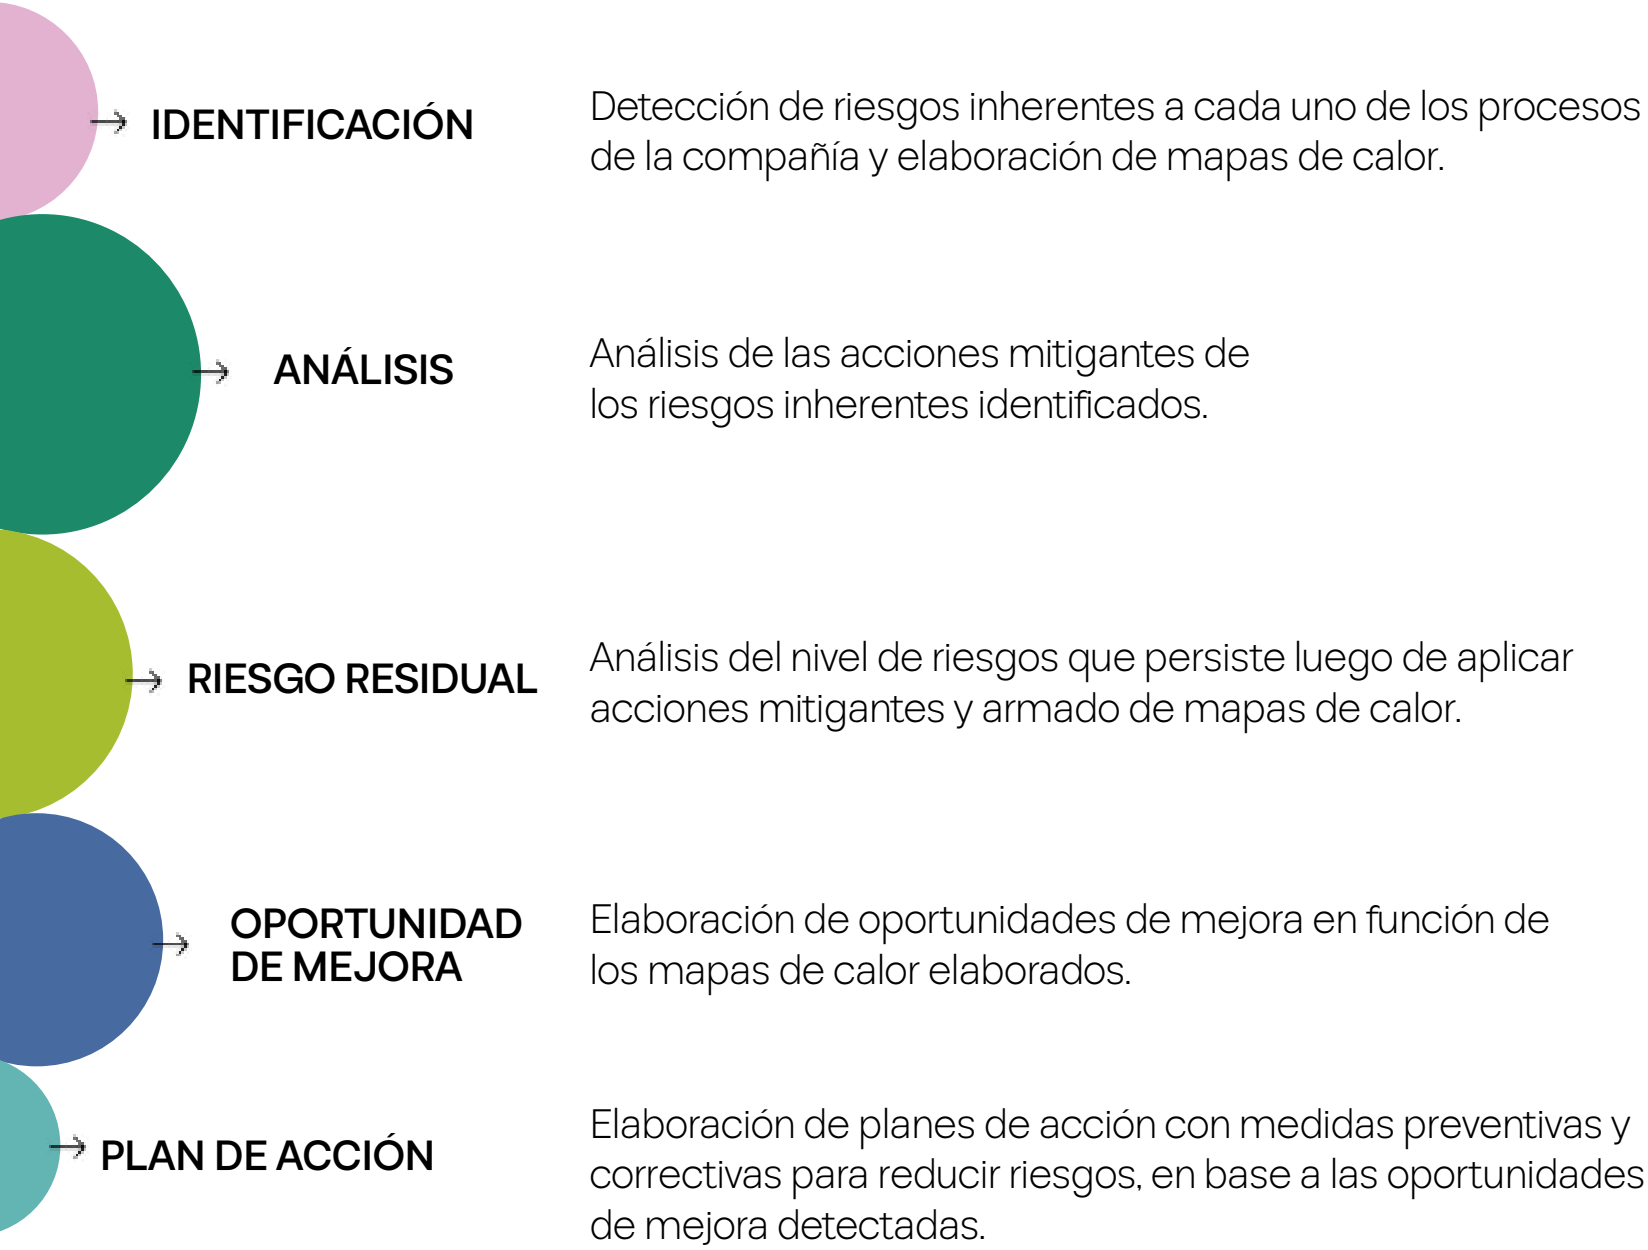 IDENTIFICACIÓN
Detección de riesgos inherentes a cada uno de los procesos
de la compañía y elaboración de mapas de calor.
ANÁLISIS
Análisis de las acciones mitigantes de
los riesgos inherentes identificados.
RIESGO RESIDUAL
Análisis del nivel de riesgos que persiste luego de aplicar
acciones mitigantes y armado de mapas de calor.
OPORTUNIDAD
DE MEJORA
Elaboración de oportunidades de mejora en función de
los mapas de calor elaborados.
PLAN DE ACCIÓN
Elaboración de planes de acción con medidas preventivas y
correctivas para reducir riesgos, en base a las oportunidades
de mejora detectadas.